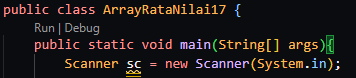 public class ArrayRataNilai17 {
Run | Debug
public static void main(String[] args){
Scanner sc = new Scanner(System.in);